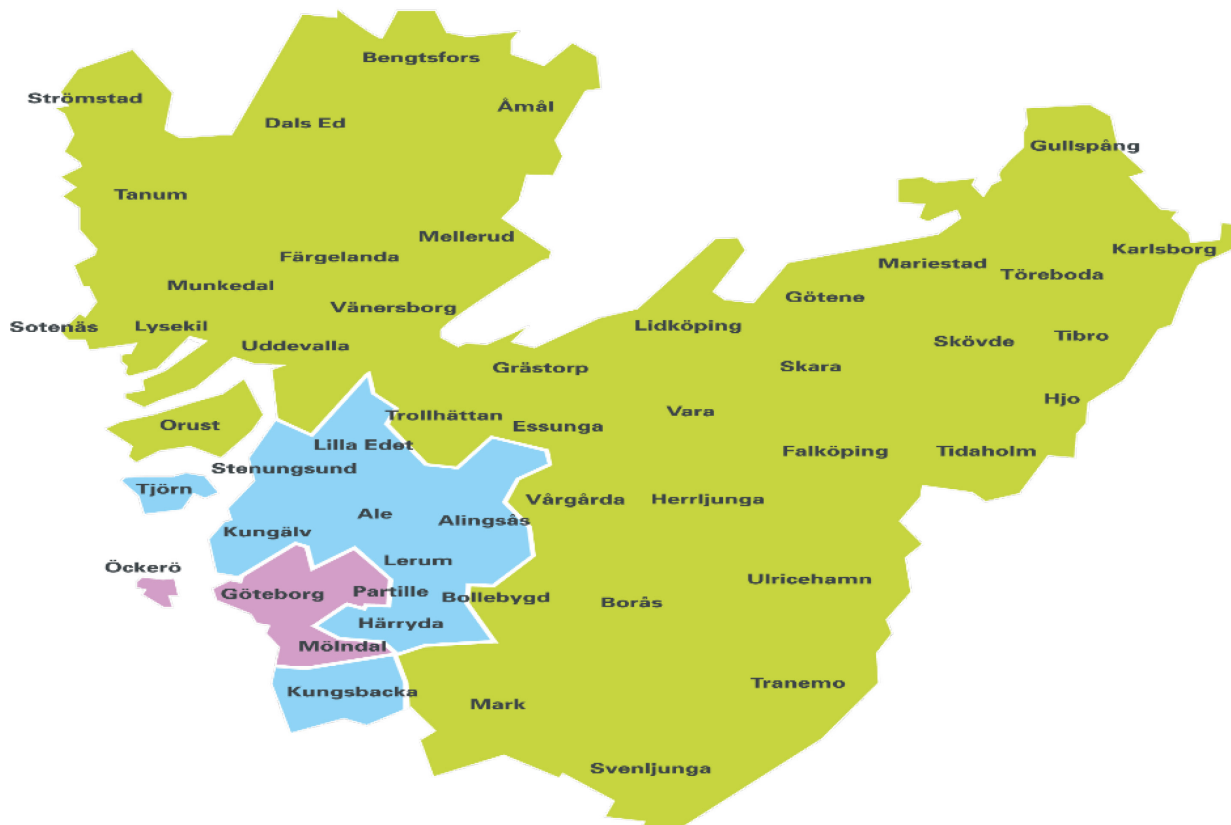 Bengtsfors
Strömstad
Åmål
Dals Ed
Gullspång
Tanum
Mellerud
Karlsborg
Färgelanda
Mariestad
Töreboda
Munkedal
Götene
Vänersborg
Sotenäs
Lysekil
Lidköping
Tibro
Uddevalla
Skövde
Grästorp
Skara
Hjo
Vara
Trollhättan
Orust
Essunga
Lilla Edet
Falköping
Tidaholm
Stenungsund
Tjörn
Vårgårda
Herrljunga
Ale
Alingsås
Kungälv
Lerum
Öckerö
Ulricehamn
Göteborg
Partille
Bollebygd
Borås
Härryda
Mölndal
Tranemo
Kungsbacka
Mark
Svenljunga